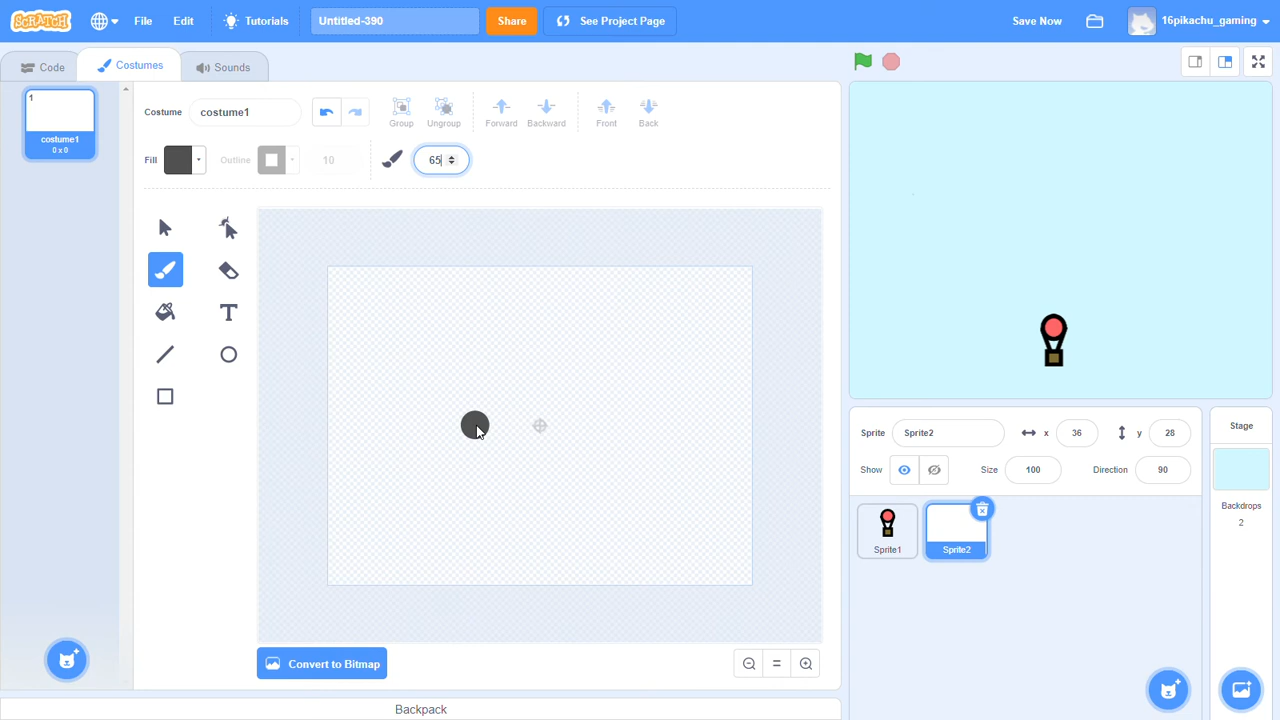 SCRATCH File Edit Tutorials Untitled-390 Share See Project Page Save Now 16pikachu_gaming
Code Costumes Sounds
1
costume1
0 x 0
Costume costume1 Group Ungroup Forward Backward Front Back
Fill Outline 10 65
T
Convert to Bitmap
Backpack
Sprite Sprite2 x 36 y 28
Show Size 100 Direction 90
Sprite1 Sprite2
Stage
Backdrops
2